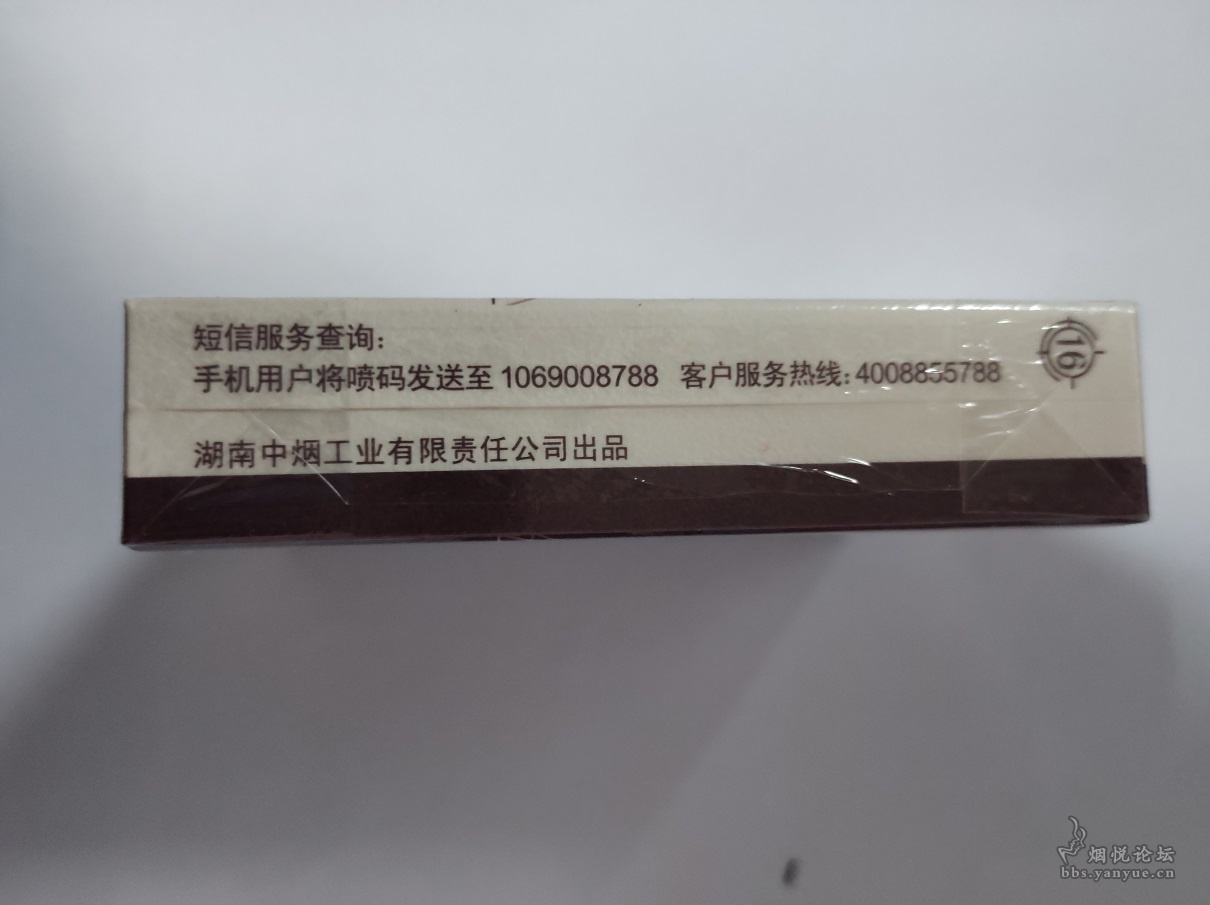 短信服务查询：
手机用户将喷码发送至 1069008788 客户服务热线：4008855788
16
湖南中烟工业有限责任公司出品
烟悦论坛
bbs.yanyue.cn